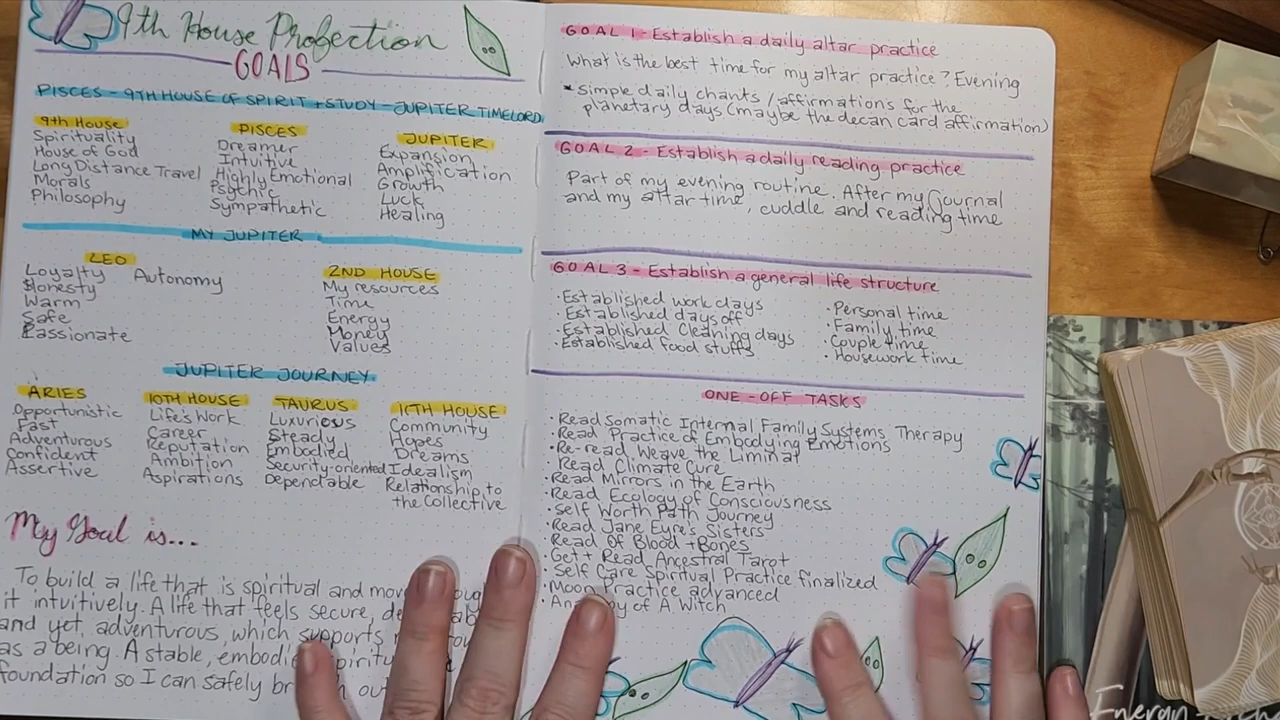 9th House Profection
GOALS
PISCES - 9TH HOUSE OF SPIRIT + STUDY - JUPITER TIMELORD
9th House
Spirituality
House of God
Long Distance Travel
Morals
Philosophy
PISCES
Dreamer
Intuitive
Highly Emotional
Psychic
Sympathetic
JUPITER
Expansion
Amplification
Growth
Luck
Healing
MY JUPITER
LEO
Loyalty Autonomy
Honesty
Warm
Safe
Passionate
2ND HOUSE
My resources
Time
Energy
Money
Values
JUPITER JOURNEY
ARIES
Opportunistic
Fast
Adventurous
Confident
Assertive
10TH HOUSE
Life's Work
Career
Reputation
Ambition
Aspirations
TAURUS
Luxurious
Steady
Embodied
Security-oriented
Dependable
11TH HOUSE
Community
Hopes
Dreams
Idealism
Relationship to
the Collective
My Goal is...
To build a life that is spiritual and
it intuitively. A life that feels secure,
and yet, adventurous, which supports
as a being. A stable,
foundation so I can safely
GOAL 1 - Establish a daily altar practice
What is the best time for my altar practice? Evening
* simple daily chants / affirmations for the
planetary days (maybe the decan card affirmation)
GOAL 2 - Establish a daily reading practice
Part of my evening routine. After my journal
and my altar time, cuddle and reading time
GOAL 3 - Establish a general life structure
· Established work days
· Established days off
· Established Cleaning days
· Established food stuffs
· Personal time
· Family time
· Couple time
· Housework time
ONE-OFF TASKS
· Read Somatic Internal Family Systems Therapy
· Read Practice of Embodying Emotions
· Re-read Weave the Liminal
· Read Climate Cure
· Read Mirrors in the Earth
· Read Ecology of Consciousness
· Self Worth Path Journey
· Read Jane Eyre's Sisters
· Read Of Blood + Bones
· Get + Read Ancestral Tarot
· Self Care Spiritual Practice finalized
· Moon Practice advanced
of A Witch